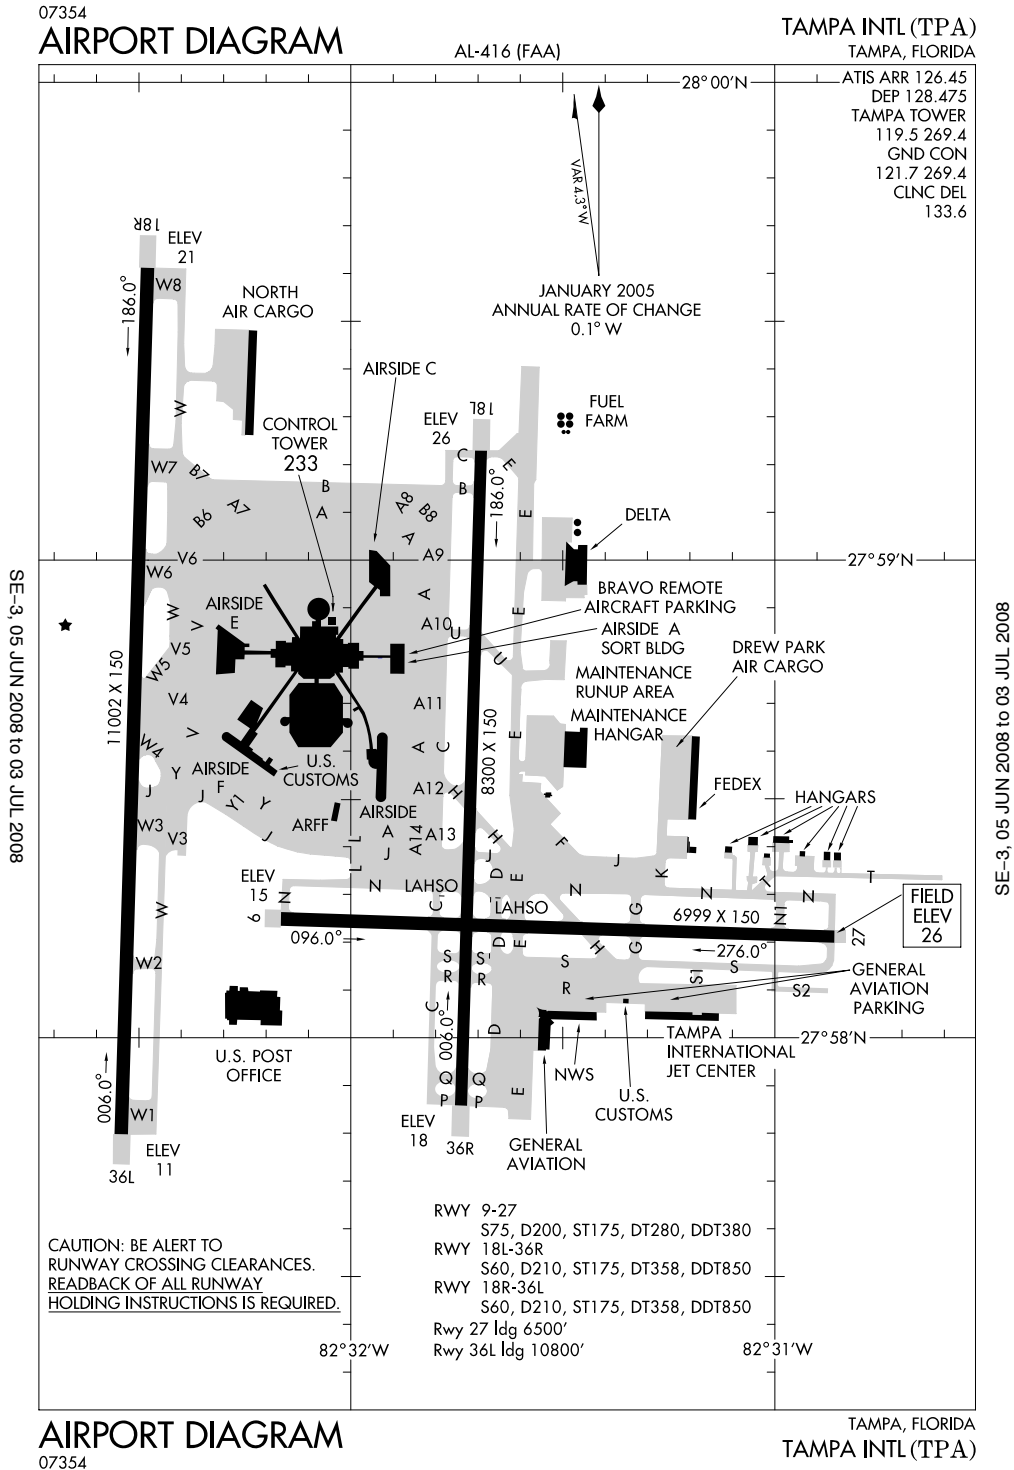 07354
AIRPORT DIAGRAM
AL-416 (FAA)
TAMPA INTL (TPA)
TAMPA, FLORIDA
28°00'N
ATIS ARR 126.45
DEP 128.475
TAMPA TOWER
119.5 269.4
GND CON
121.7 269.4
CLNC DEL
133.6
VAR 4.3°W
JANUARY 2005
ANNUAL RATE OF CHANGE
0.1° W
18R
ELEV
21
186.0°
W8
NORTH
AIR CARGO
W
AIRSIDE C
CONTROL
TOWER
233
ELEV
26
18L
FUEL
FARM
W7
B7
B
A
B6
A7
A8
B8
A
C
B
E
186.0°
E
DELTA
V6
W6
A9
27°59'N
AIRSIDE
E
W
V
V5
W5
V4
A
A10
U
U
E
BRAVO REMOTE
AIRCRAFT PARKING
AIRSIDE A
SORT BLDG
DREW PARK
AIR CARGO
MAINTENANCE
RUNUP AREA
MAINTENANCE
HANGAR
11002 X 150
A11
8300 X 150
E
V
W4
Y
J
J
AIRSIDE
F
Y1
Y
J
U.S.
CUSTOMS
A
C
A12
H
FEDEX
HANGARS
W3
V3
ARFF
AIRSIDE
A
L
L
J
A14
A13
H
J
F
J
K
T
T
ELEV
15
N
N
LAHSO
D
E
N
N
N
N1
9
LAHSO
C
G
6999 X 150
FIELD
ELEV
26
27
096.0°
D
E
H
G
276.0°
W
W2
S
R
S
R
S
R
S1
S
S2
GENERAL
AVIATION
PARKING
C
006.0°
D
U.S. POST
OFFICE
27°58'N
TAMPA
INTERNATIONAL
JET CENTER
NWS
U.S.
CUSTOMS
006.0°
W1
Q
P
Q
P
E
ELEV
18
36R
GENERAL
AVIATION
ELEV
11
36L
RWY 9-27
S75, D200, ST175, DT280, DDT380
RWY 18L-36R
S60, D210, ST175, DT358, DDT850
RWY 18R-36L
S60, D210, ST175, DT358, DDT850
Rwy 27 ldg 6500'
Rwy 36L ldg 10800'
CAUTION: BE ALERT TO
RUNWAY CROSSING CLEARANCES.
READBACK OF ALL RUNWAY
HOLDING INSTRUCTIONS IS REQUIRED.
82°32'W
82°31'W
SE-3, 05 JUN 2008 to 03 JUL 2008
SE-3, 05 JUN 2008 to 03 JUL 2008
AIRPORT DIAGRAM
07354
TAMPA, FLORIDA
TAMPA INTL (TPA)